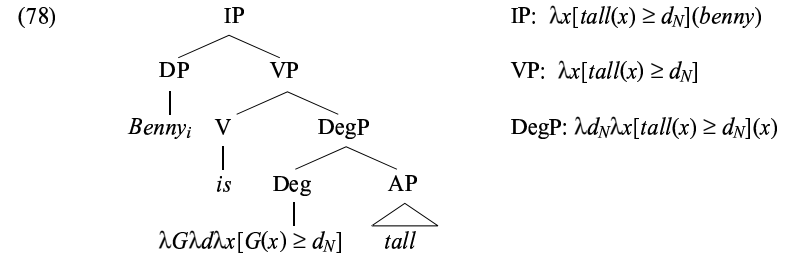 (78) IP IP: λx[tall(x) ≥ d_N](benny)
DP VP VP: λx[tall(x) ≥ d_N]
Benny_i V DegP DegP: λd_Nλx[tall(x) ≥ d_N](x)
is Deg AP
λGλdλx[G(x) ≥ d_N] tall